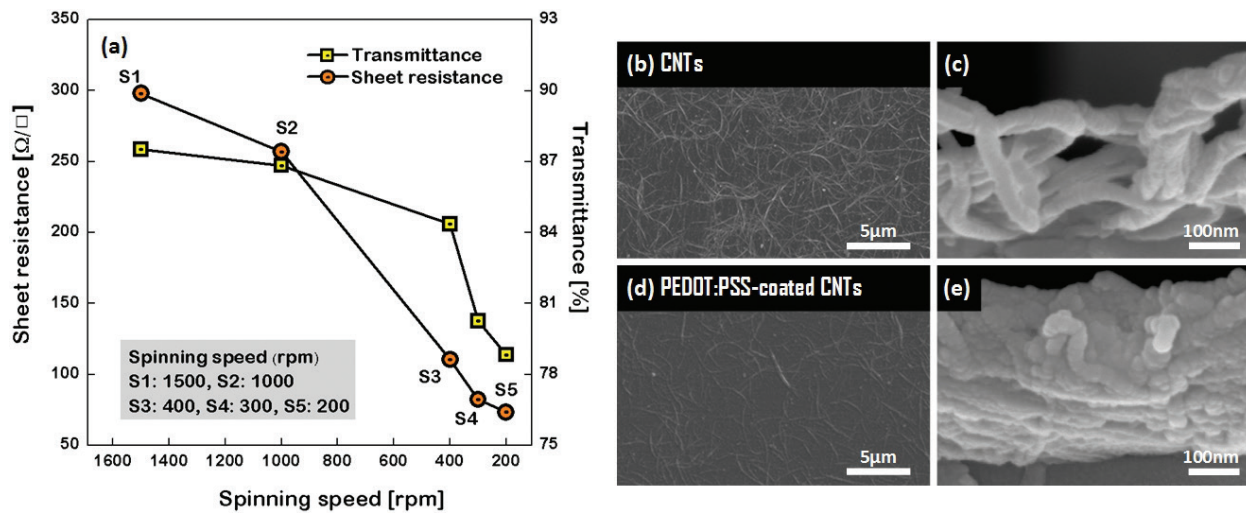 (a)
Transmittance
Sheet resistance
350
300
250
200
150
100
50
Sheet resistance [Ω/□]
93
90
87
84
81
78
75
Transmittance [%]
S1
S2
S3
S4
S5
Spinning speed (rpm)
S1: 1500, S2: 1000
S3: 400, S4: 300, S5: 200
1600 1400 1200 1000 800 600 400 200
Spinning speed [rpm]
(b) CNTs
5μm
(c)
100nm
(d) PEDOT:PSS-coated CNTs
5μm
(e)
100nm